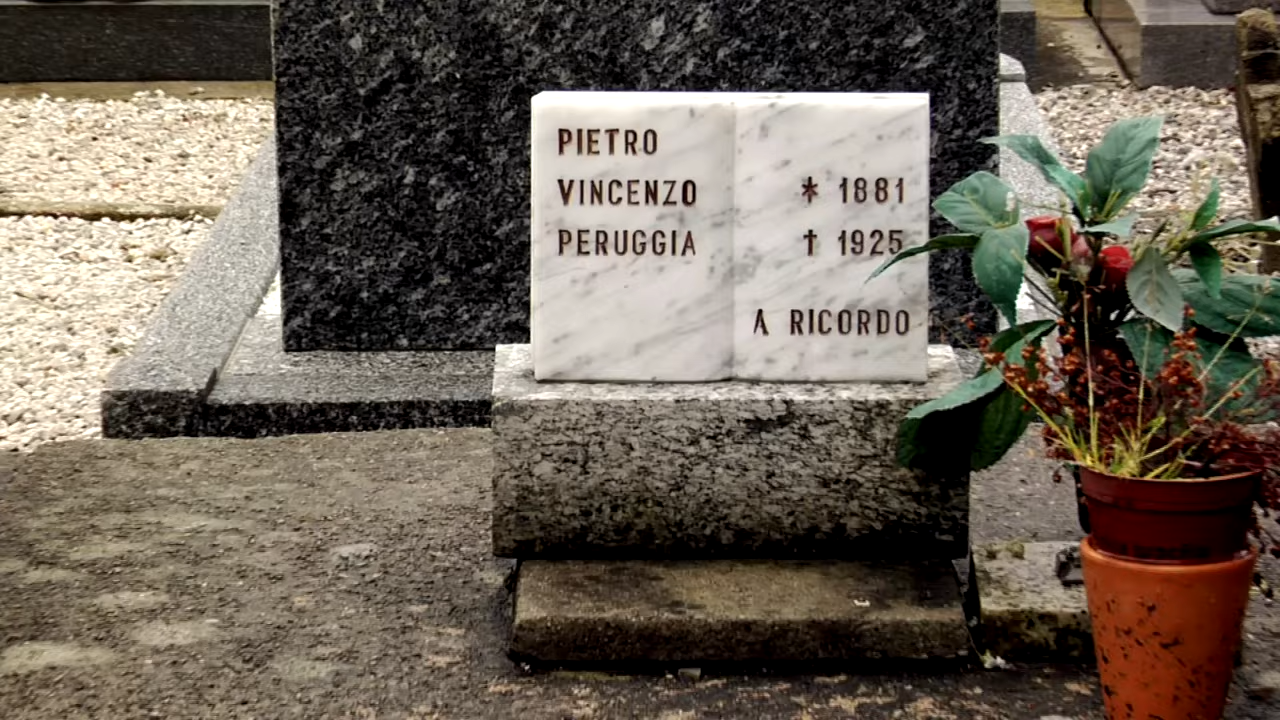 PIETRO
VINCENZO
PERUGGIA
* 1881
† 1925
A RICORDO